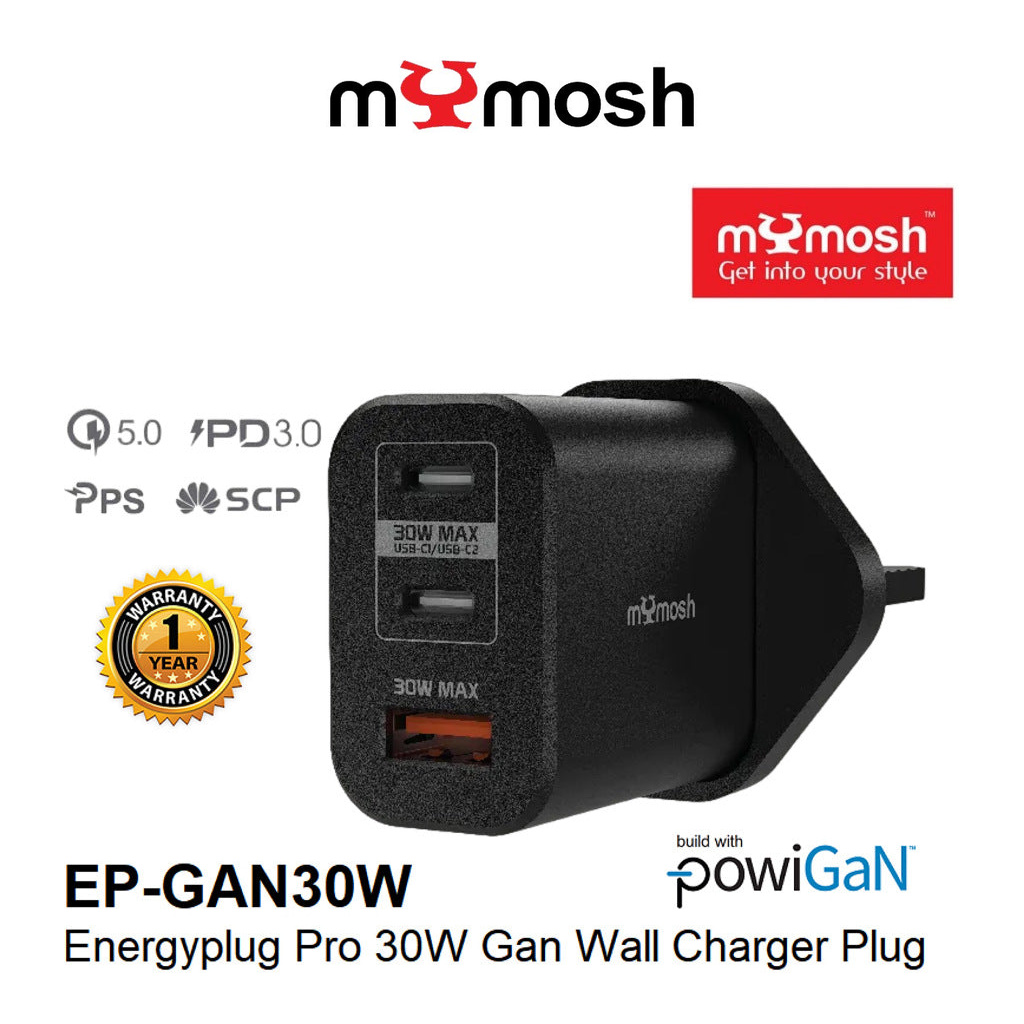 mymosh
mymosh™
Get into your style
5.0 PD3.0
PPS SCP
30W MAX
USB-C1/USB-C2
mymosh
30W MAX
WARRANTY
1
YEAR
WARRANTY
build with
powiGaN™
EP-GAN30W
Energyplug Pro 30W Gan Wall Charger Plug